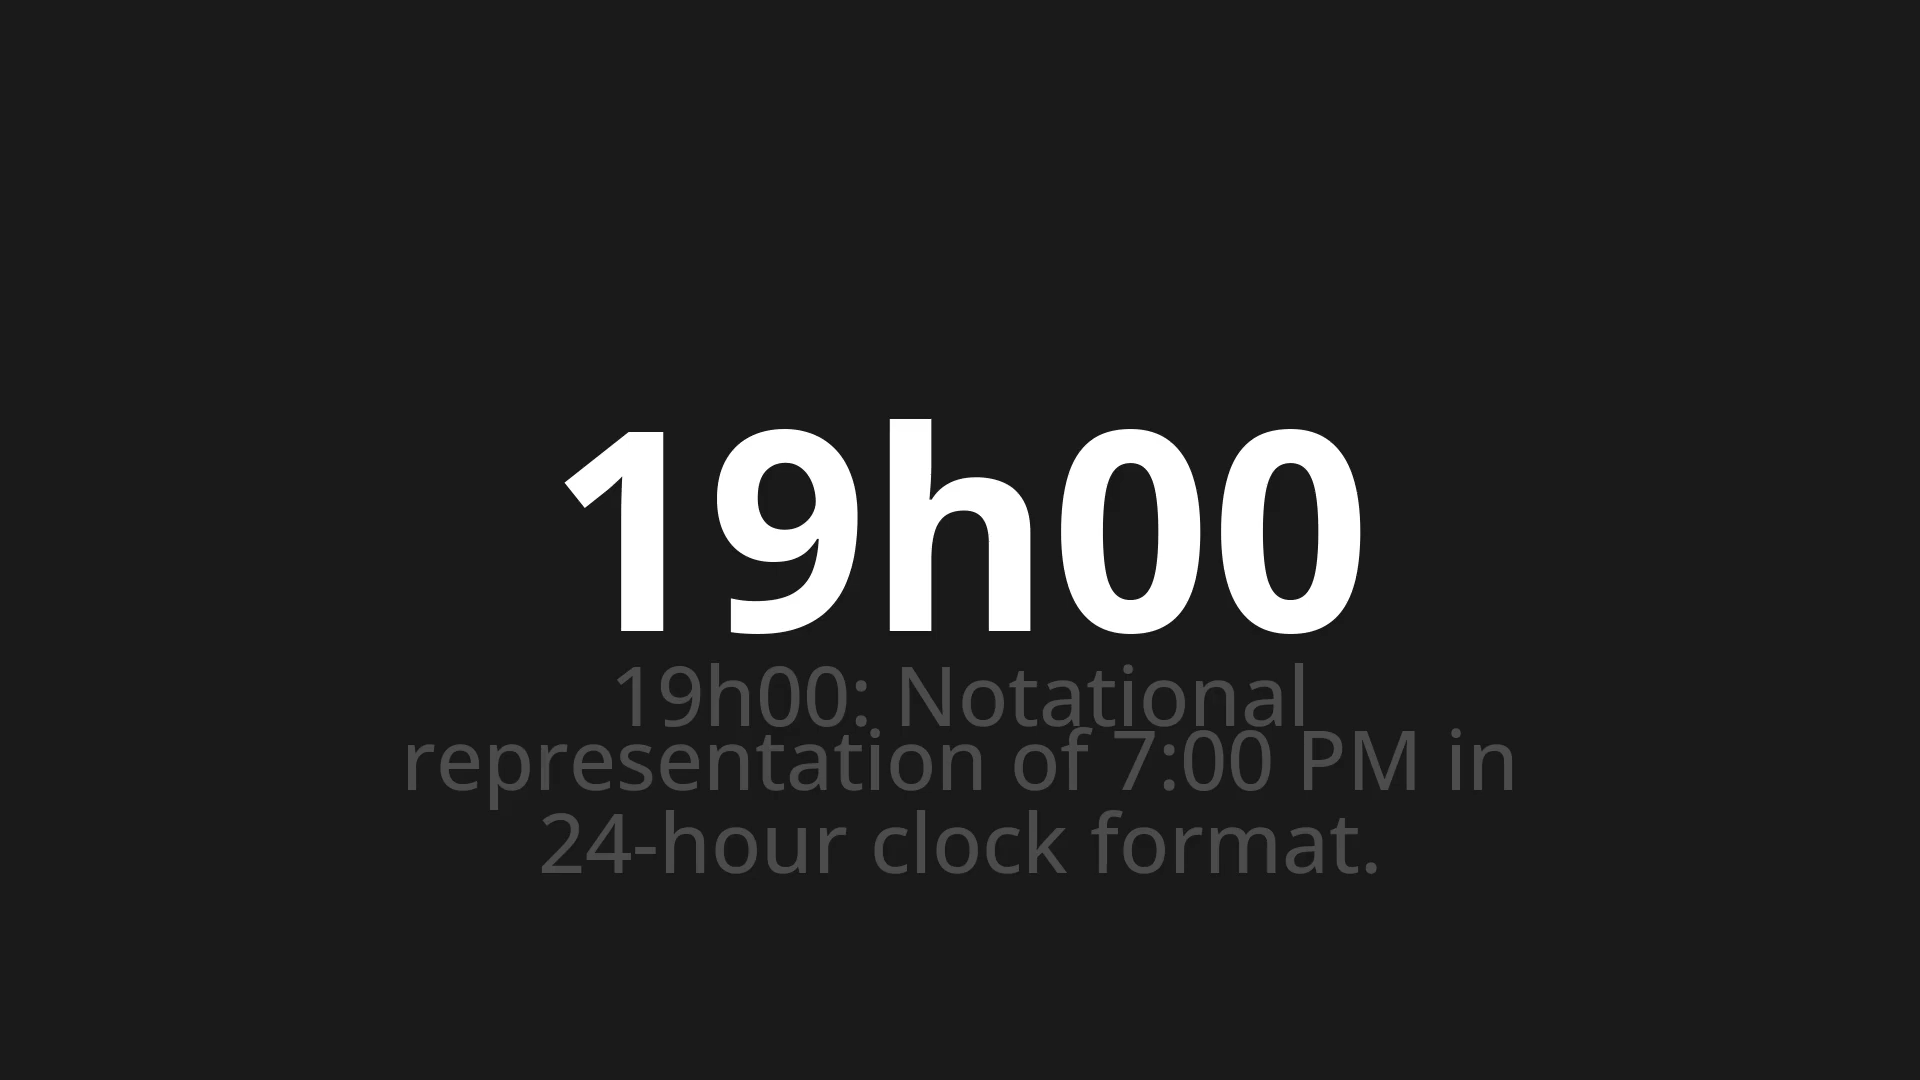 19h00
19h00: Notational
representation of 7:00 PM in
24-hour clock format.